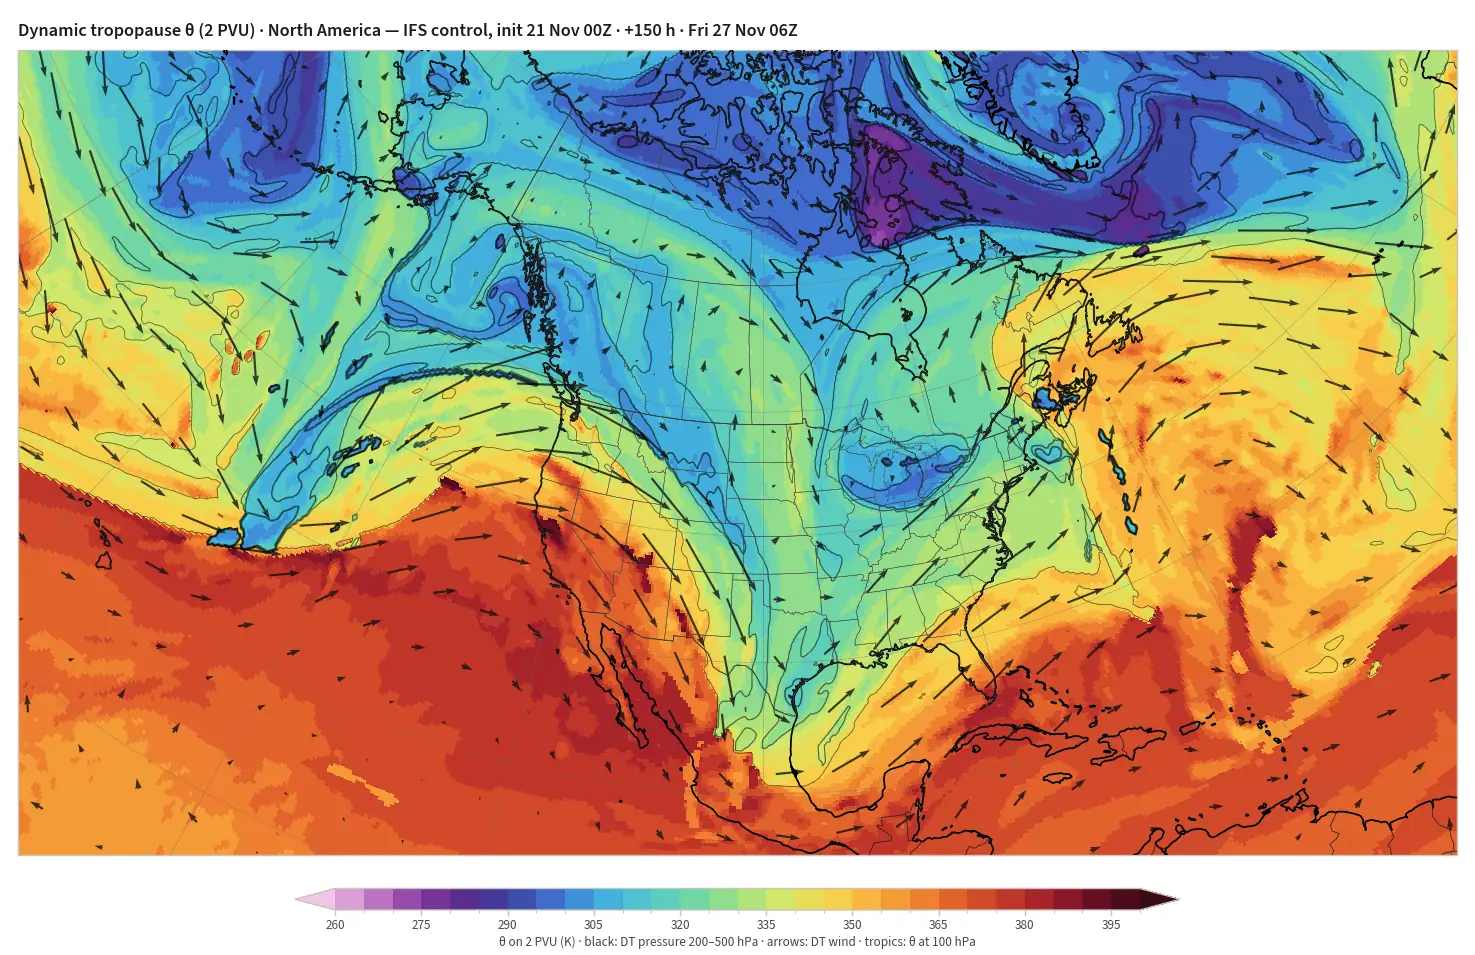 Dynamic tropopause θ (2 PVU) · North America — IFS control, init 21 Nov 00Z · +150 h · Fri 27 Nov 06Z
260 275 290 305 320 335 350 365 380 395
θ on 2 PVU (K) · black: DT pressure 200–500 hPa · arrows: DT wind · tropics: θ at 100 hPa